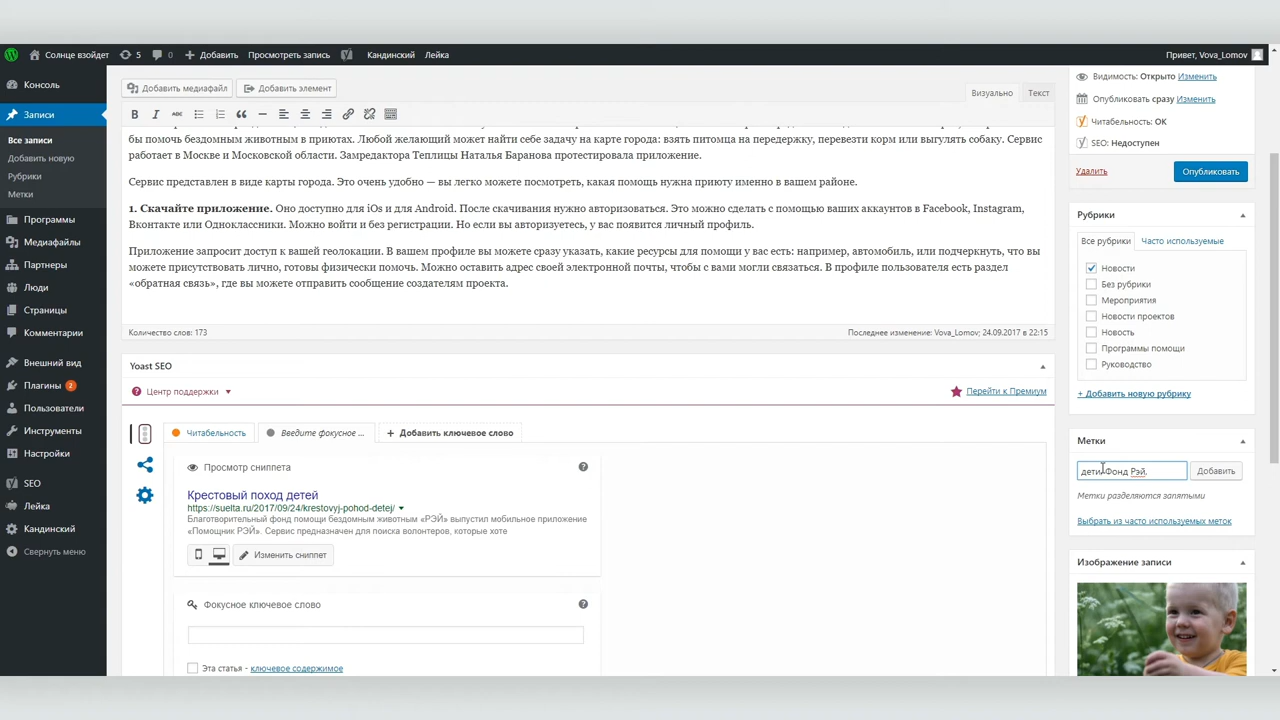 Солнце взойдет
5
0
Добавить
Просмотреть запись
Кандинский
Лейка
Привет, Vova_Lomov
Консоль
Записи
Все записи
Добавить новую
Рубрики
Метки
Программы
Медиафайлы
Партнеры
Люди
Страницы
Комментарии
Внешний вид
Плагины 2
Пользователи
Инструменты
Настройки
SEO
Лейка
Кандинский
Свернуть меню
Добавить медиафайл
Добавить элемент
Визуально
Текст
B I ABC
бы помочь бездомным животным в приютах. Любой желающий может найти себе задачу на карте города: взять питомца на передержку, перевезти корм или выгулять собаку. Сервис
работает в Москве и Московской области. Замредактора Теплицы Наталья Баранова протестировала приложение.
Сервис представлен в виде карты города. Это очень удобно — вы легко можете посмотреть, какая помощь нужна приюту именно в вашем районе.
1. Скачайте приложение. Оно доступно для iOs и для Android. После скачивания нужно авторизоваться. Это можно сделать с помощью ваших аккаунтов в Facebook, Instagram,
Вконтакте или Одноклассники. Можно войти и без регистрации. Но если вы авторизуетесь, у вас появится личный профиль.
Приложение запросит доступ к вашей геолокации. В вашем профиле вы можете сразу указать, какие ресурсы для помощи у вас есть: например, автомобиль, или подчеркнуть, что вы
можете присутствовать лично, готовы физически помочь. Можно оставить адрес своей электронной почты, чтобы с вами могли связаться. В профиле пользователя есть раздел
«обратная связь», где вы можете отправить сообщение создателям проекта.
Количество слов: 173
Последнее изменение: Vova_Lomov; 24.09.2017 в 22:15
Yoast SEO
Центр поддержки
Перейти к Премиум
Читабельность
Введите фокусное ...
Добавить ключевое слово
Просмотр сниппета
Крестовый поход детей
https://suelta.ru/2017/09/24/krestovyj-pohod-detej/
Благотворительный фонд помощи бездомным животным «РЭЙ» выпустил мобильное приложение
«Помощник РЭЙ». Сервис предназначен для поиска волонтеров, которые хоте
Изменить сниппет
Фокусное ключевое слово
Эта статья - ключевое содержимое
Видимость: Открыто Изменить
Опубликовать сразу Изменить
Читабельность: OK
SEO: Недоступен
Удалить
Опубликовать
Рубрики
Все рубрики
Часто используемые
Новости
Без рубрики
Мероприятия
Новости проектов
Новость
Программы помощи
Руководство
+ Добавить новую рубрику
Метки
дети, Фонд Рэй.
Добавить
Метки разделяются запятыми
Выбрать из часто используемых меток
Изображение записи